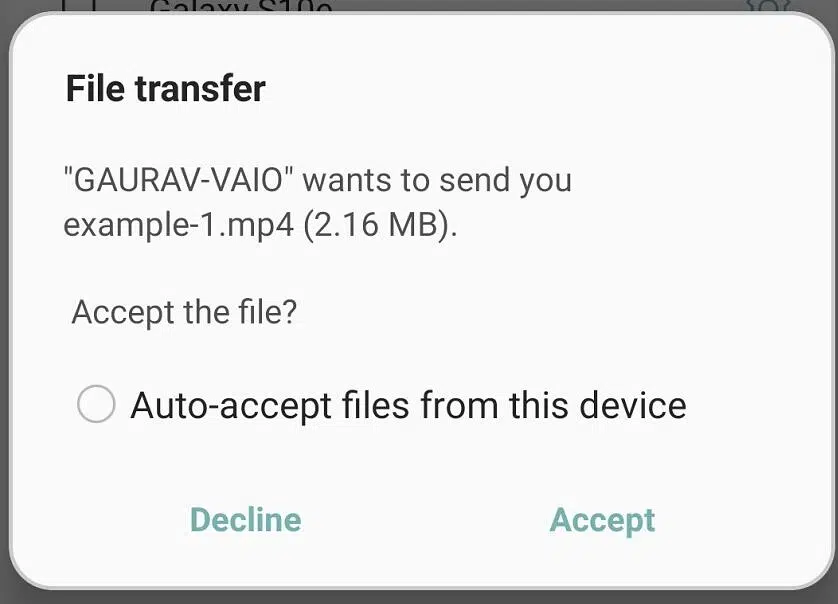 Galaxy S10e
File transfer
"GAURAV-VAIO" wants to send you
example-1.mp4 (2.16 MB).
Accept the file?
Auto-accept files from this device
Decline
Accept